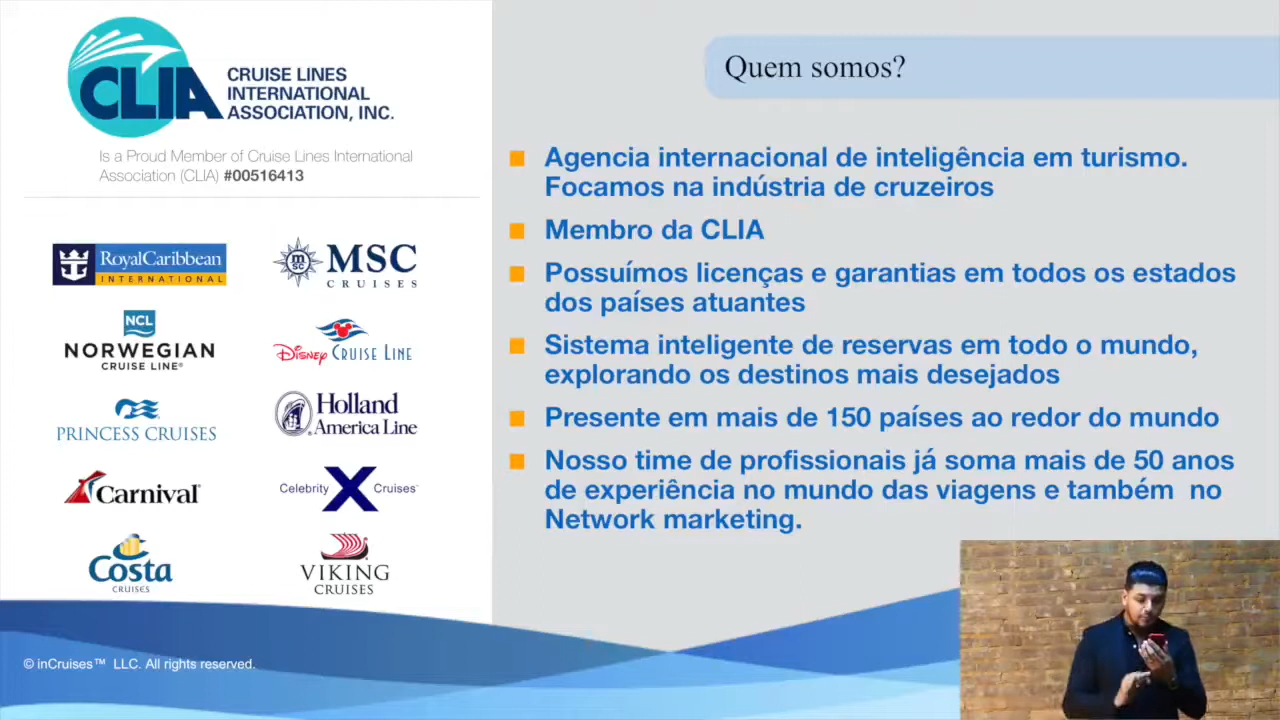 CLIA
CRUISE LINES
INTERNATIONAL
ASSOCIATION, INC.
Is a Proud Member of Cruise Lines International
Association (CLIA) #00516413
RoyalCaribbean
INTERNATIONAL
msc
MSC
CRUISES
NCL
NORWEGIAN
CRUISE LINE®
Disney CRUISE LINE
PRINCESS CRUISES
Holland
America Line
Carnival
Celebrity X Cruises
Costa
CRUISES
VIKING
CRUISES
© inCruises™ LLC. All rights reserved.
Quem somos?
Agencia internacional de inteligência em turismo.
Focamos na indústria de cruzeiros
Membro da CLIA
Possuímos licenças e garantias em todos os estados
dos países atuantes
Sistema inteligente de reservas em todo o mundo,
explorando os destinos mais desejados
Presente em mais de 150 países ao redor do mundo
Nosso time de profissionais já soma mais de 50 anos
de experiência no mundo das viagens e também no
Network marketing.